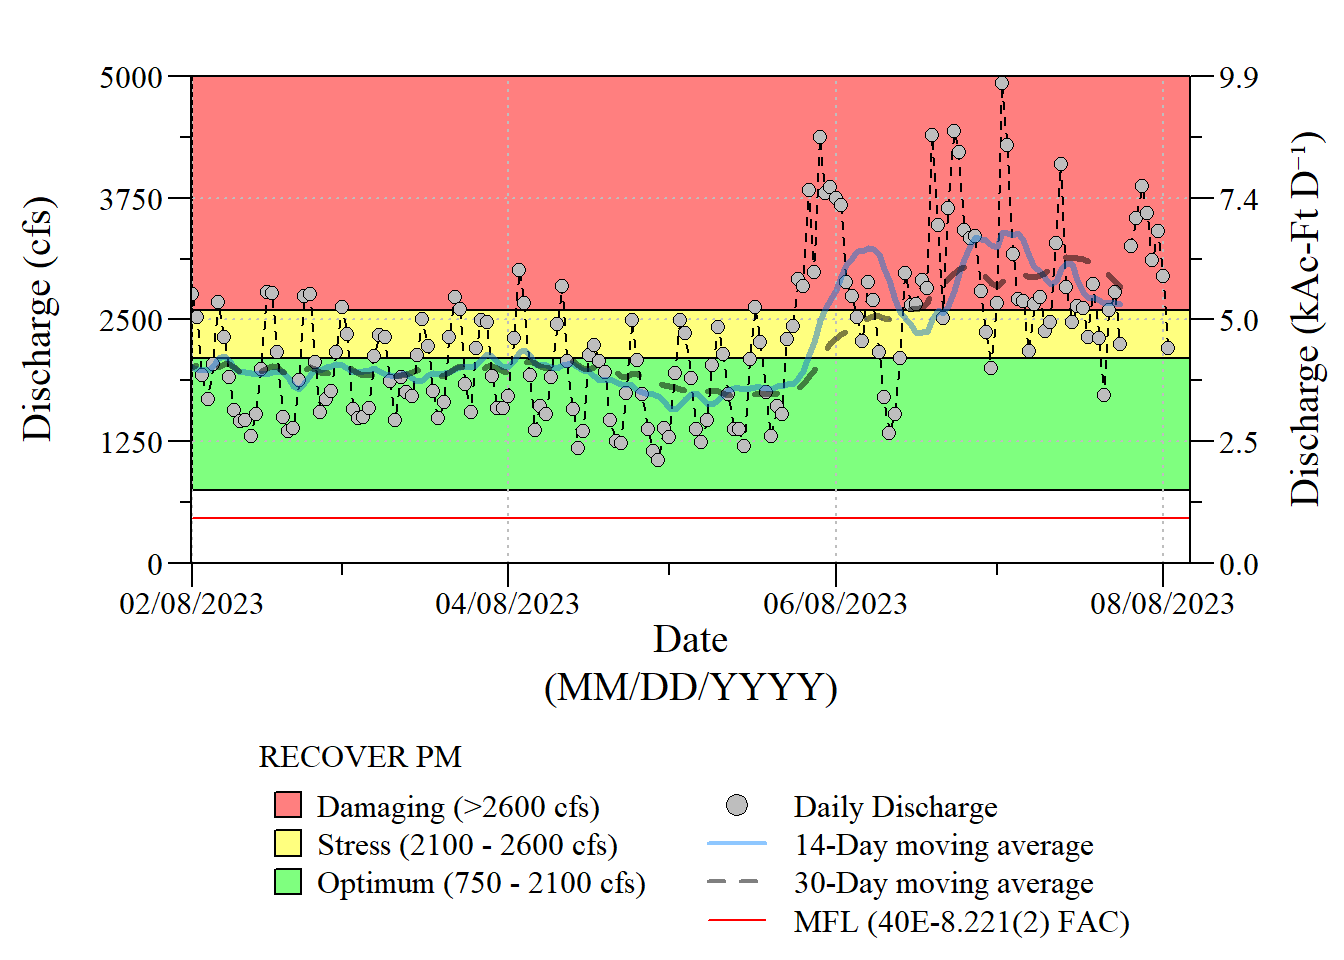 5000
3750
2500
1250
0
Discharge (cfs)
9.9
7.4
5.0
2.5
0.0
Discharge (kAc-Ft D⁻¹)
02/08/2023 04/08/2023 06/08/2023 08/08/2023
Date
(MM/DD/YYYY)
RECOVER PM
Damaging (>2600 cfs)
Stress (2100 - 2600 cfs)
Optimum (750 - 2100 cfs)
Daily Discharge
14-Day moving average
30-Day moving average
MFL (40E-8.221(2) FAC)